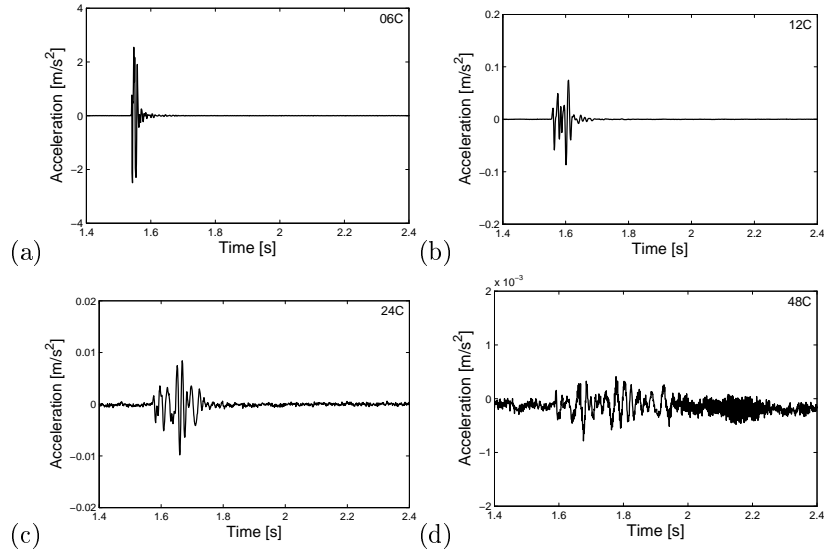 4
2
0
−2
−4
1.4 1.6 1.8 2 2.2 2.4
Time [s]
Acceleration [m/s²]
06C
(a)
0.2
0.1
0
−0.1
−0.2
1.4 1.6 1.8 2 2.2 2.4
Time [s]
Acceleration [m/s²]
12C
(b)
0.02
0.01
0
−0.01
−0.02
1.4 1.6 1.8 2 2.2 2.4
Time [s]
Acceleration [m/s²]
24C
(c)
x 10⁻³
2
1
0
−1
−2
1.4 1.6 1.8 2 2.2 2.4
Time [s]
Acceleration [m/s²]
48C
(d)